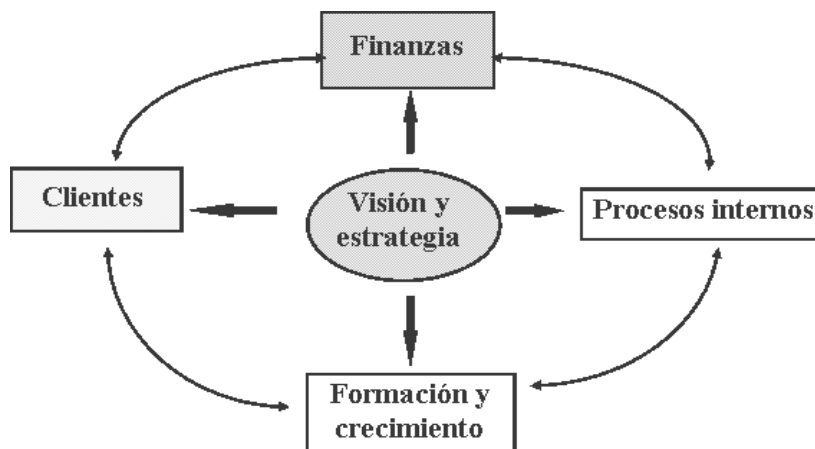 Finanzas
Clientes
Visión y
estrategia
Procesos internos
Formación y
crecimiento